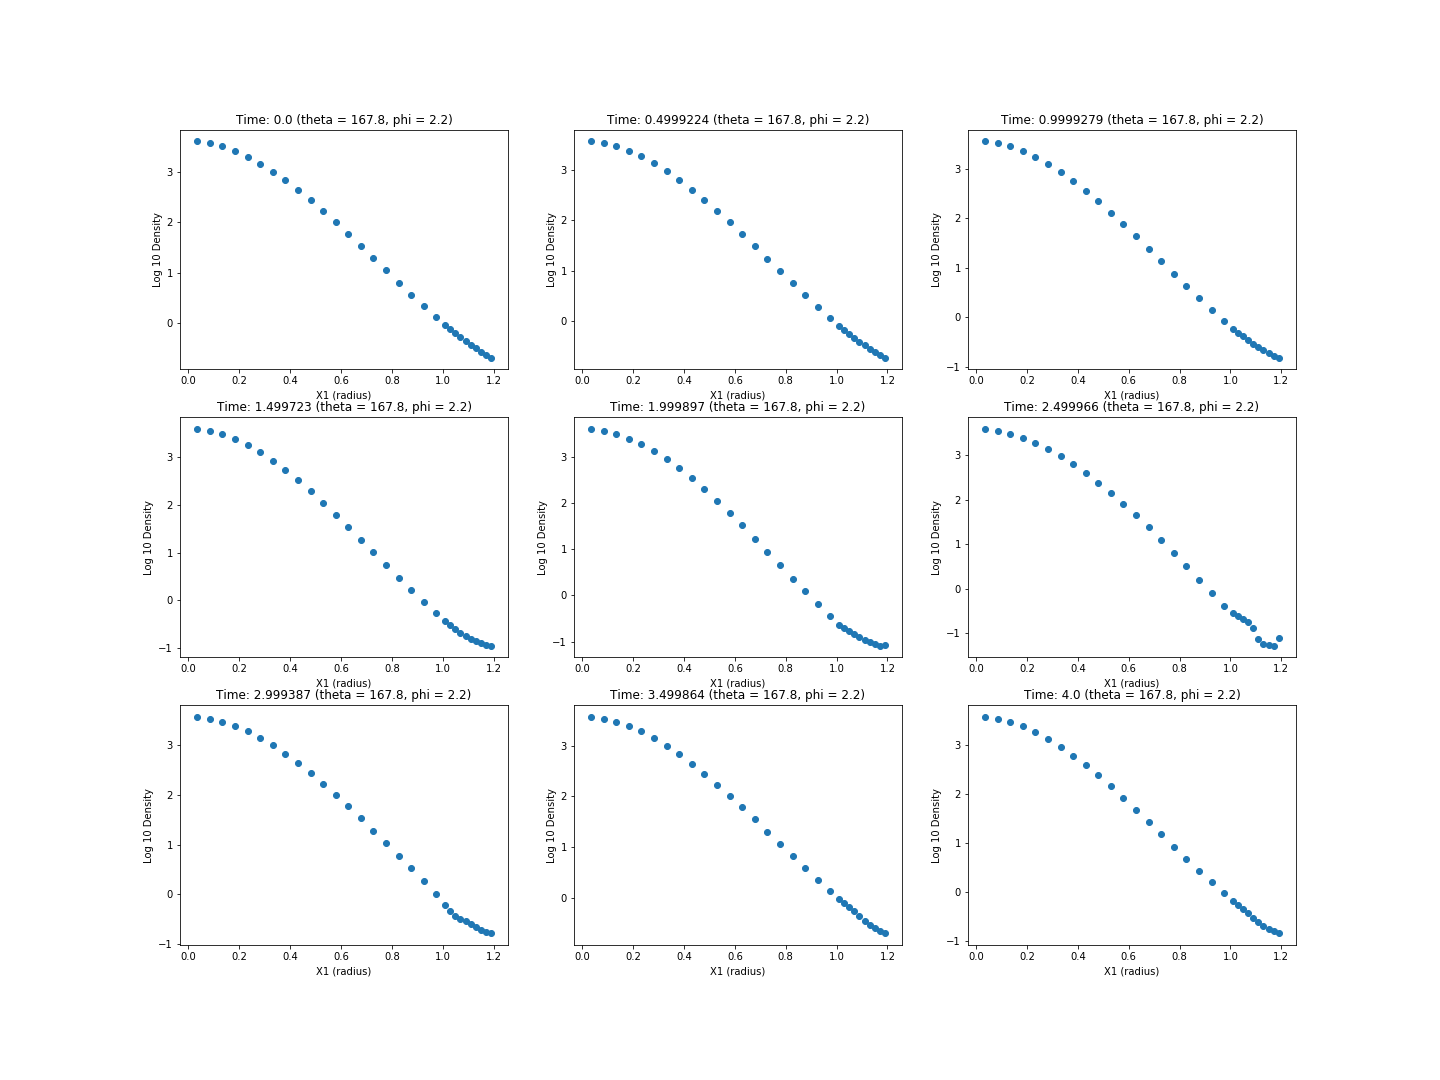 Time: 0.0 (theta = 167.8, phi = 2.2)
Log 10 Density
3
2
1
0
0.0 0.2 0.4 0.6 0.8 1.0 1.2
X1 (radius)
Time: 0.4999224 (theta = 167.8, phi = 2.2)
Log 10 Density
3
2
1
0
0.0 0.2 0.4 0.6 0.8 1.0 1.2
X1 (radius)
Time: 0.9999279 (theta = 167.8, phi = 2.2)
Log 10 Density
3
2
1
0
−1
0.0 0.2 0.4 0.6 0.8 1.0 1.2
X1 (radius)
Time: 1.499723 (theta = 167.8, phi = 2.2)
Log 10 Density
3
2
1
0
−1
0.0 0.2 0.4 0.6 0.8 1.0 1.2
X1 (radius)
Time: 1.999897 (theta = 167.8, phi = 2.2)
Log 10 Density
3
2
1
0
−1
0.0 0.2 0.4 0.6 0.8 1.0 1.2
X1 (radius)
Time: 2.499966 (theta = 167.8, phi = 2.2)
Log 10 Density
3
2
1
0
−1
0.0 0.2 0.4 0.6 0.8 1.0 1.2
X1 (radius)
Time: 2.999387 (theta = 167.8, phi = 2.2)
Log 10 Density
3
2
1
0
−1
0.0 0.2 0.4 0.6 0.8 1.0 1.2
X1 (radius)
Time: 3.499864 (theta = 167.8, phi = 2.2)
Log 10 Density
3
2
1
0
0.0 0.2 0.4 0.6 0.8 1.0 1.2
X1 (radius)
Time: 4.0 (theta = 167.8, phi = 2.2)
Log 10 Density
3
2
1
0
−1
0.0 0.2 0.4 0.6 0.8 1.0 1.2
X1 (radius)